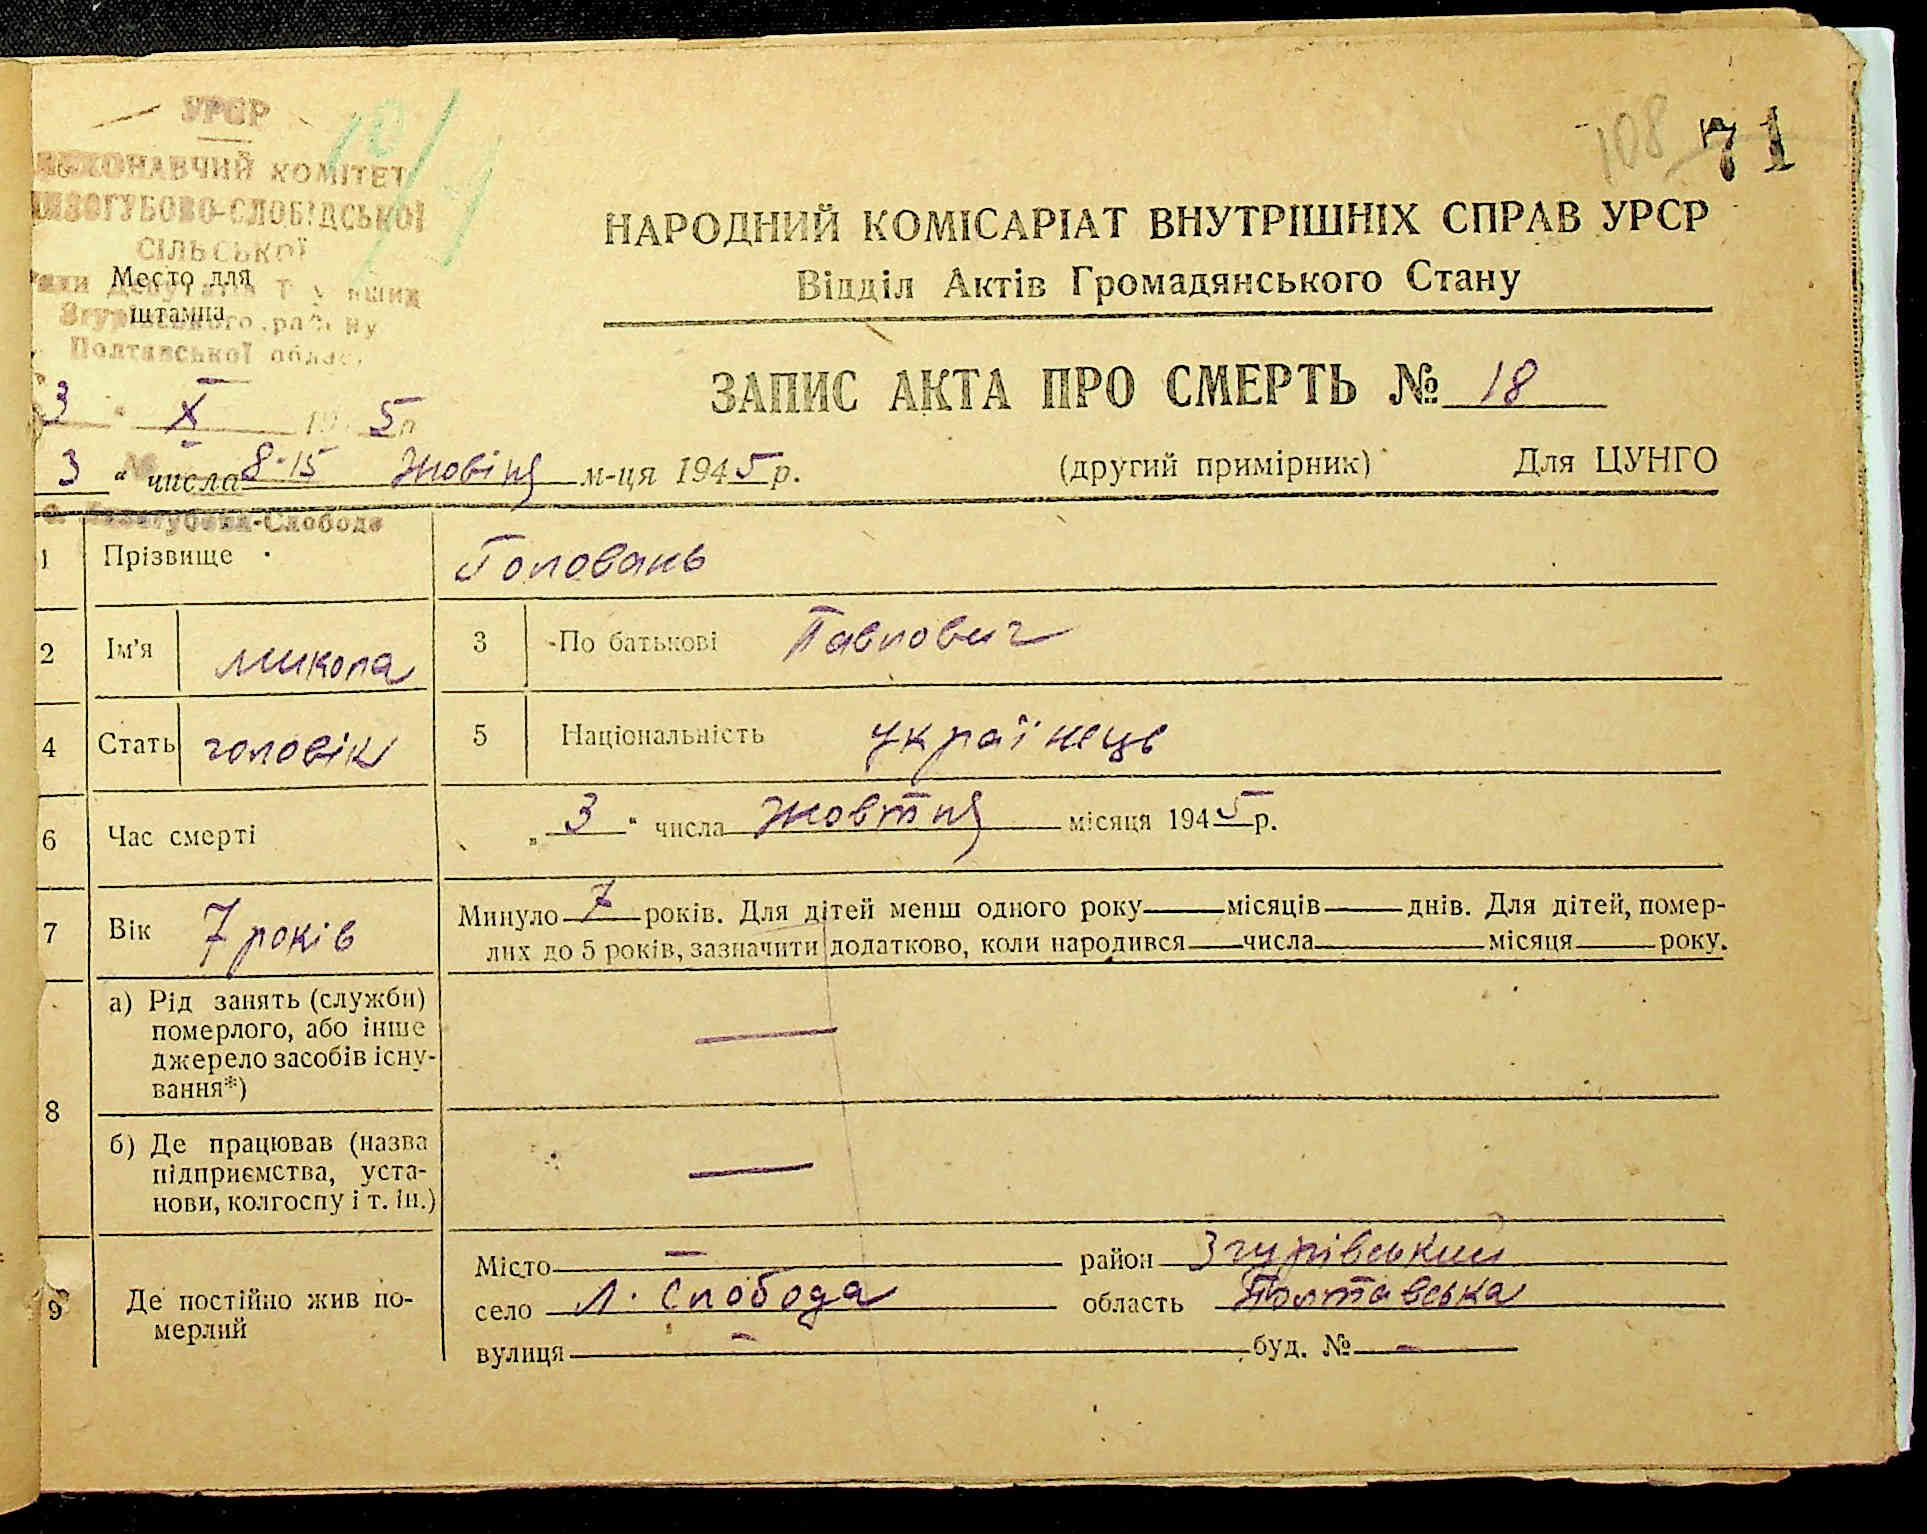 УРСР
ВИКОНАВЧИЙ КОМІТЕТ
ЛИЗОГУБОВО-СЛОБІДСЬКОЇ
СІЛЬСЬКОЇ
Место для
штампа
Згурівського району
Полтавської област
108 71
НАРОДНИЙ КОМІСАРІАТ ВНУТРІШНІХ СПРАВ УРСР
Відділ Актів Громадянського Стану
ЗАПИС АКТА ПРО СМЕРТЬ № 18
3 " X 19 5 р
3 " числа 8-15 Жовтня м-ця 1945 р.
(другий примірник) Для ЦУНГО
1 Прізвище Головань
2 Ім'я Микола 3 По батькові Павлович
4 Стать чоловік 5 Національність українець
6 Час смерті „ 3 " числа Жовтня місяця 1945 р.
7 Вік 7 років Минуло 7 років. Для дітей менш одного року — місяців — днів. Для дітей, помер-
лих до 5 років, зазначити додатково, коли народився — числа місяця року.
8 а) Рід занять (служби)
померлого, або інше
джерело засобів існу-
вання*) —
б) Де працював (назва
підприємства, уста-
нови, колгоспу і т. ін.) —
9 Де постійно жив по-
мерлий
Місто — район Згурівський
село Л. Слобода область Полтавська
вулиця — буд. № —